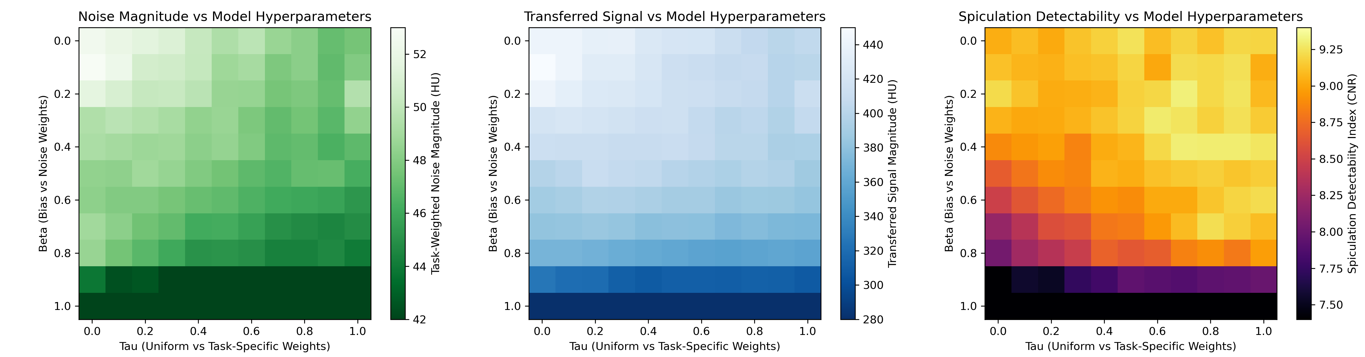 Noise Magnitude vs Model Hyperparameters
0.0
0.2
0.4
0.6
0.8
1.0
Beta (Bias vs Noise Weights)
0.0 0.2 0.4 0.6 0.8 1.0
Tau (Uniform vs Task-Specific Weights)
52
50
48
46
44
42
Task-Weighted Noise Magnitude (HU)
Transferred Signal vs Model Hyperparameters
0.0
0.2
0.4
0.6
0.8
1.0
Beta (Bias vs Noise Weights)
0.0 0.2 0.4 0.6 0.8 1.0
Tau (Uniform vs Task-Specific Weights)
440
420
400
380
360
340
320
300
280
Transferred Signal Magnitude (HU)
Spiculation Detectability vs Model Hyperparameters
0.0
0.2
0.4
0.6
0.8
1.0
Beta (Bias vs Noise Weights)
0.0 0.2 0.4 0.6 0.8 1.0
Tau (Uniform vs Task-Specific Weights)
9.25
9.00
8.75
8.50
8.25
8.00
7.75
7.50
Spiculation Detectability Index (CNR)